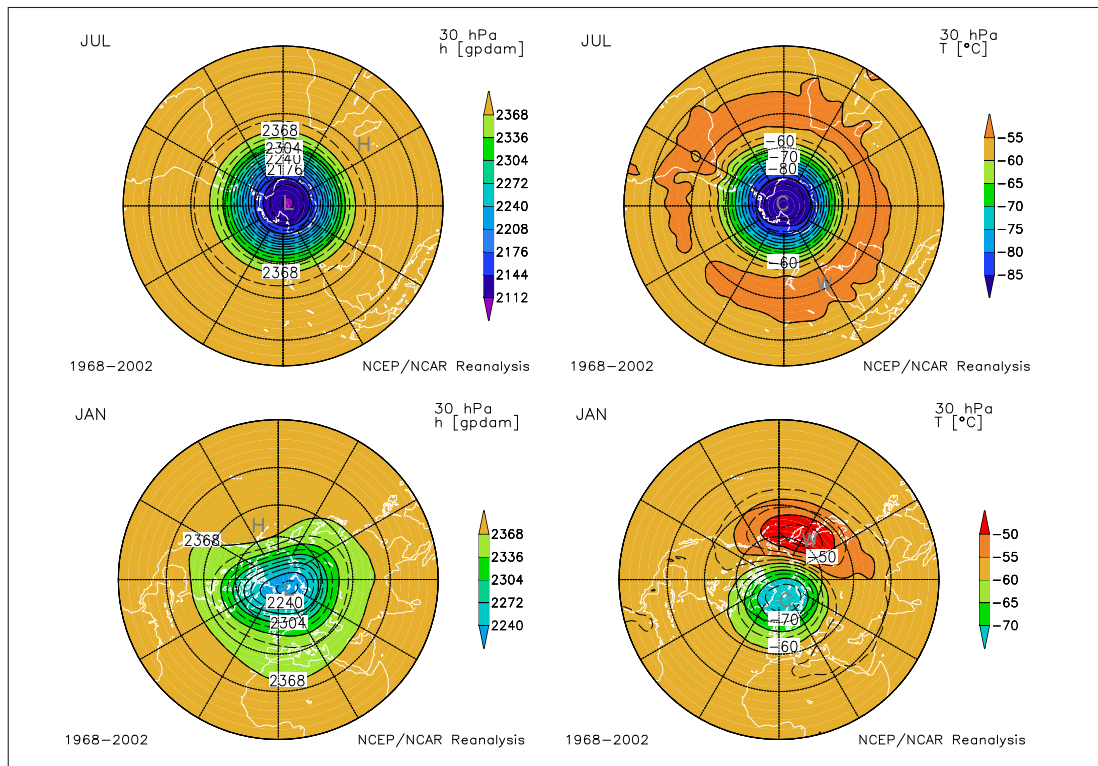 JUL
30 hPa
h [gpdam]
2368
2304
2240
2176
H
L
2368
2368
2336
2304
2272
2240
2208
2176
2144
2112
1968−2002
NCEP/NCAR Reanalysis
JUL
30 hPa
T [°C]
−60
−70
−80
C
−60
W
−55
−60
−65
−70
−75
−80
−85
1968−2002
NCEP/NCAR Reanalysis
JAN
30 hPa
h [gpdam]
H
2368
2240
2304
2368
2368
2336
2304
2272
2240
1968−2002
NCEP/NCAR Reanalysis
JAN
30 hPa
T [°C]
W
−50
−70
−60
−50
−55
−60
−65
−70
1968−2002
NCEP/NCAR Reanalysis